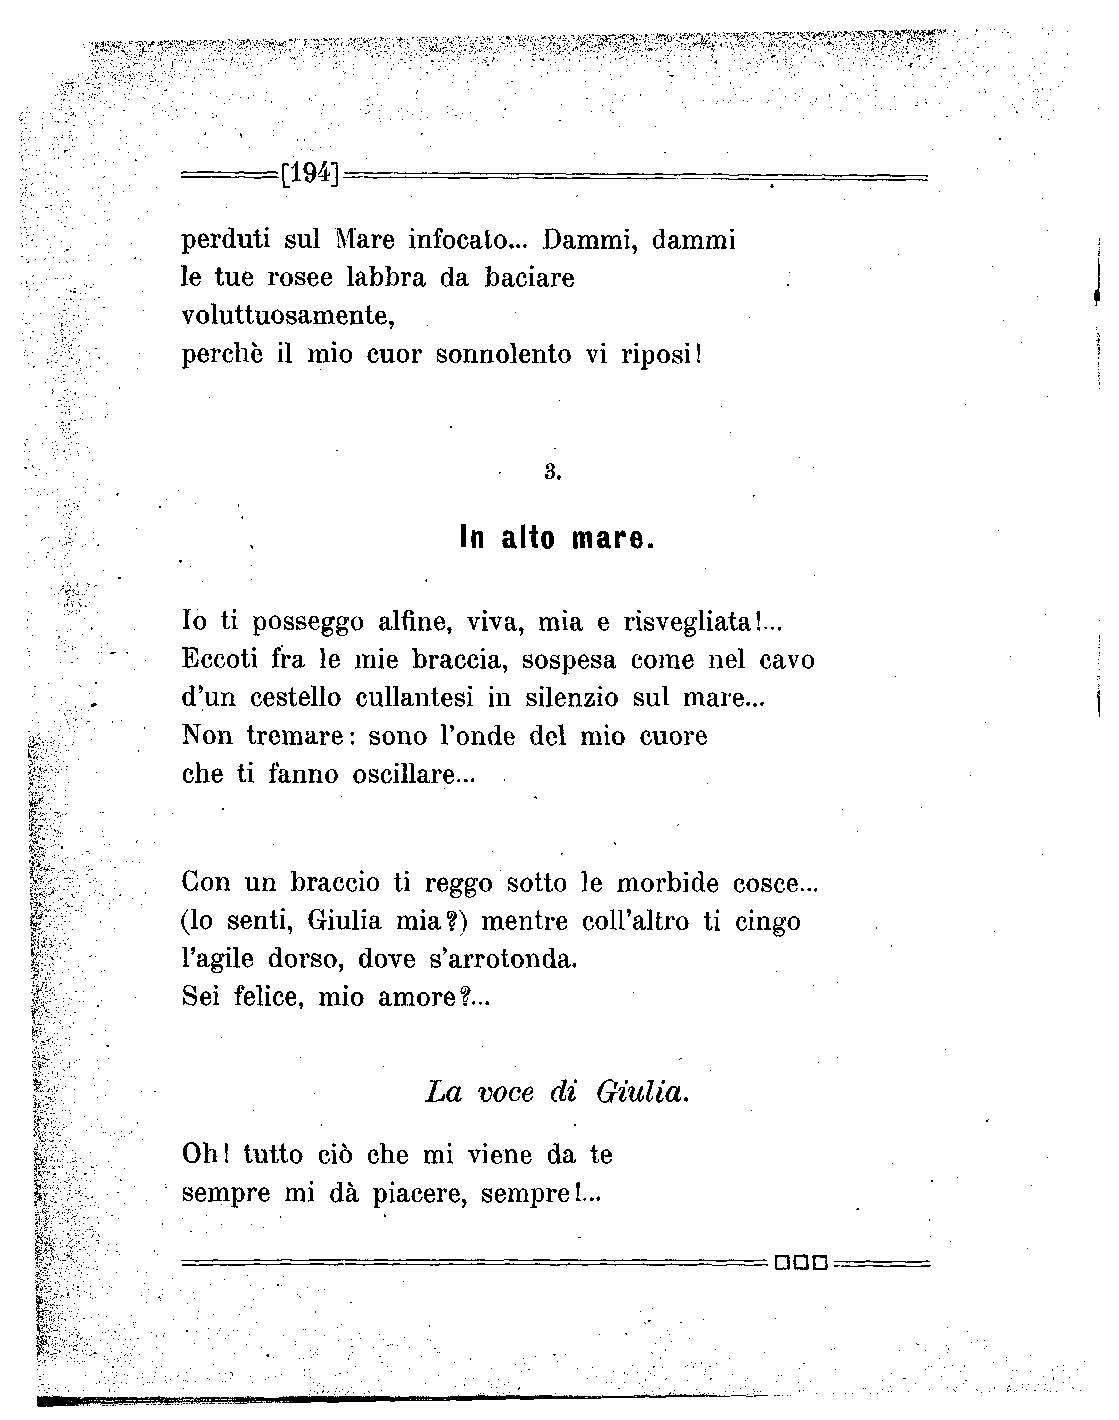 [194]
perduti sul Mare infocato... Dammi, dammi
le tue rosee labbra da baciare
voluttuosamente,
perchè il mio cuor sonnolento vi riposi!
3.
In alto mare.
Io ti posseggo alfine, viva, mia e risvegliata!...
Eccoti fra le mie braccia, sospesa come nel cavo
d'un cestello cullantesi in silenzio sul mare...
Non tremare: sono l'onde del mio cuore
che ti fanno oscillare...
Con un braccio ti reggo sotto le morbide cosce...
(lo senti, Giulia mia?) mentre coll'altro ti cingo
l'agile dorso, dove s'arrotonda.
Sei felice, mio amore?...
La voce di Giulia.
Oh! tutto ciò che mi viene da te
sempre mi dà piacere, sempre!...